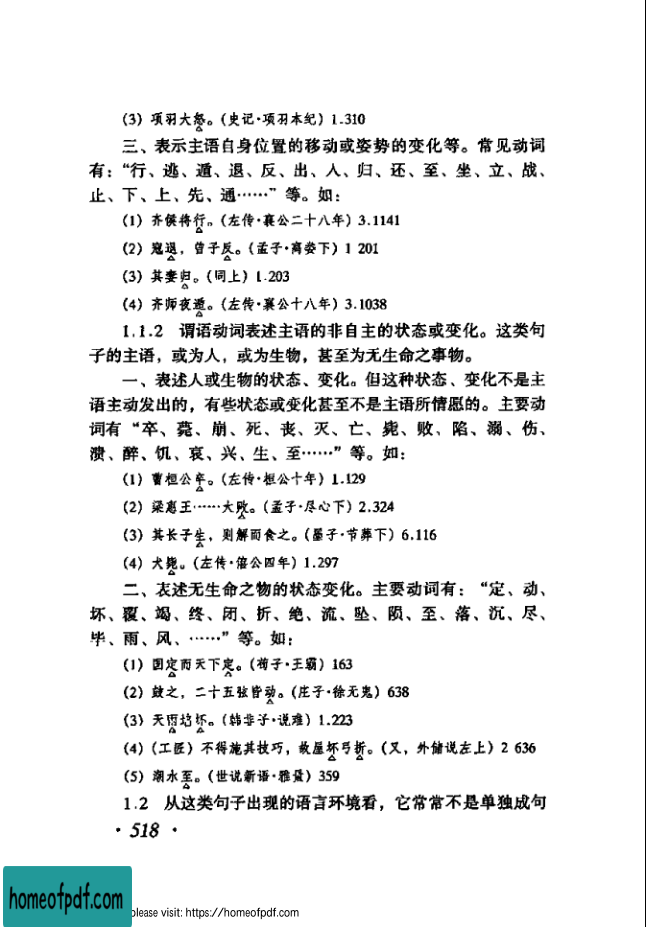 (3) 项羽大怒。(史记·项羽本纪) 1.310
三、表示主语自身位置的移动或姿势的变化等。常见动词
有：“行、逃、遁、退、反、出、入、归、还、至、坐、立、战、
止、下、上、先、通……”等。如：
(1) 齐侯将行。(左传·襄公二十八年) 3.1141
(2) 寇退，曾子反。(孟子·离娄下) 1 201
(3) 其妻归。(同上) 1.203
(4) 齐师夜遁。(左传·襄公十八年) 3.1038
1.1.2 谓语动词表述主语的非自主的状态或变化。这类句
子的主语，或为人，或为生物，甚至为无生命之事物。
一、表述人或生物的状态、变化。但这种状态、变化不是主
语主动发出的，有些状态或变化甚至不是主语所情愿的。主要动
词有“卒、薨、崩、死、丧、灭、亡、毙、败、陷、溺、伤、
溃、醉、饥、哀、兴、生、至……”等。如：
(1) 曹桓公卒。(左传·桓公十年) 1.129
(2) 梁惠王……大败。(孟子·尽心下) 2.324
(3) 其长子生，则解而食之。(墨子·节葬下) 6.116
(4) 犬毙。(左传·僖公四年) 1.297
二、表述无生命之物的状态变化。主要动词有：“定、动、
坏、覆、竭、终、闭、折、绝、流、坠、陨、至、落、沉、尽、
毕、雨、风、……”等。如：
(1) 国定而天下定。(荀子·王霸) 163
(2) 鼓之，二十五弦皆动。(庄子·徐无鬼) 638
(3) 天雨坮坏。(韩非子·说难) 1.223
(4) (工匠) 不得施其技巧，故屋坏弓折。(又，外储说左上) 2 636
(5) 潮水至。(世说新语·雅量) 359
1.2 从这类句子出现的语言环境看，它常常不是单独成句
· 518 ·
homeofpdf.com
please visit: https://homeofpdf.com